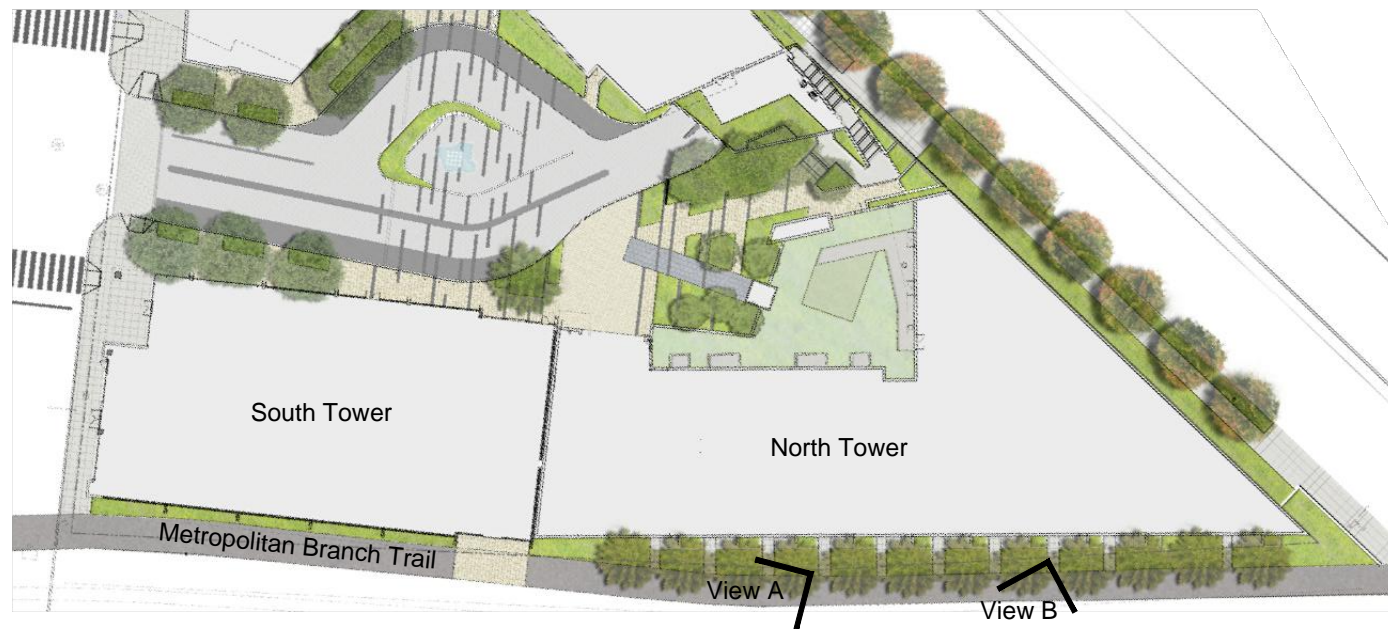 South Tower
North Tower
Metropolitan Branch Trail
View A
View B